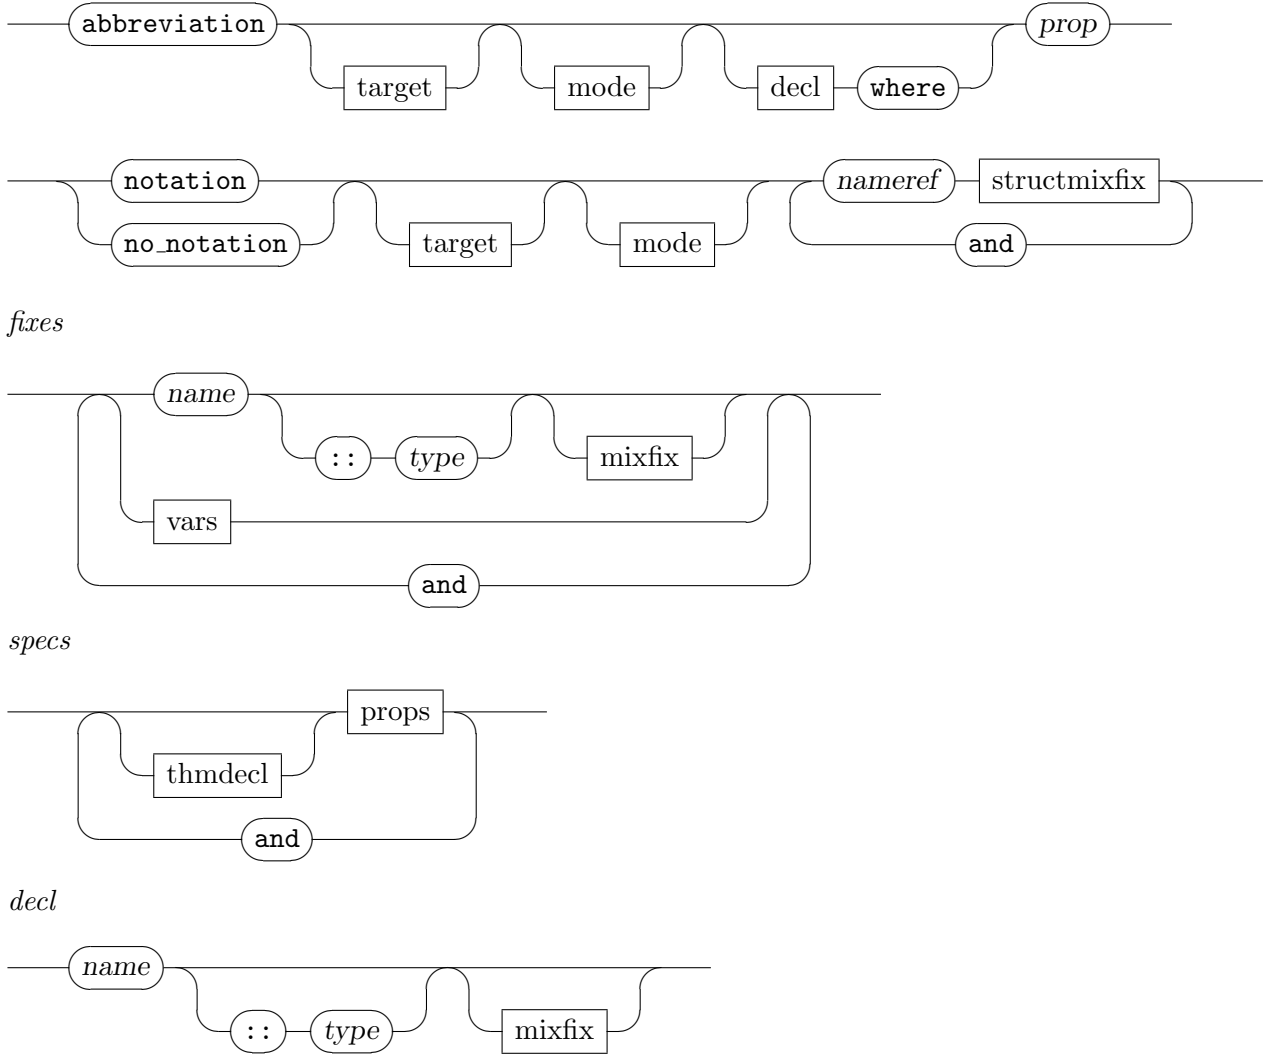 abbreviation prop
target mode decl where
notation nameref structmixfix
no_notation target mode and
fixes
name
:: type mixfix
vars
and
specs
props
thmdecl
and
decl
name
:: type mixfix